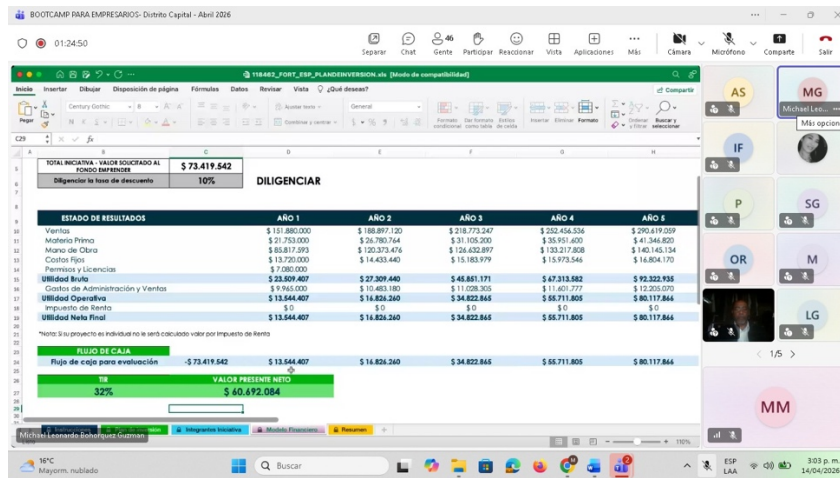 BOOTCAMP PARA EMPRESARIOS- Distrito Capital - Abril 2026
01:24:50
46
Separar Chat Gente Participar Reaccionar Vista Vista Aplicaciones Más Cámara Micrófono Comparte Salir
118462_FORT_ESP_PLANDEINVERSION.xls [Modo de compatibilidad]
Inicio Insertar Dibujar Disposición de página Fórmulas Datos Revisar Vista ¿Qué deseas? Compartir
Pegar Century Gothic 11 Ajustar texto General
Combinar y centrar Formato condicional Dar formato como tabla Estilos de celda Insertar Eliminar Formato Ordenar y filtrar Buscar y seleccionar
C29 fx
A B C D E F G H
TOTAL INICIATIVA - VALOR SOLICITADO AL FONDO EMPRENDER $ 73.419.542
Diligenciar la tasa de descuento 10% DILIGENCIAR
ESTADO DE RESULTADOS AÑO 1 AÑO 2 AÑO 3 AÑO 4 AÑO 5
Ventas $ 151.880.000 $ 188.897.120 $ 218.773.247 $ 252.456.536 $ 290.619.059
Materia Prima $ 21.753.000 $ 26.780.764 $ 31.105.200 $ 35.951.600 $ 41.346.820
Mano de Obra $ 85.817.593 $ 120.373.476 $ 126.632.897 $ 133.217.808 $ 140.145.134
Costos Fijos $ 13.720.000 $ 14.433.440 $ 15.183.979 $ 15.973.546 $ 16.804.170
Permisos y Licencias $ 7.080.000
Utilidad Bruta $ 23.509.407 $ 27.309.440 $ 45.851.171 $ 67.313.582 $ 92.322.935
Gastos de Administración y Ventas $ 9.965.000 $ 10.483.180 $ 11.028.305 $ 11.601.777 $ 12.205.070
Utilidad Operativa $ 13.544.407 $ 16.826.260 $ 34.822.865 $ 55.711.805 $ 80.117.866
Impuesto de Renta $ 0 $ 0 $ 0 $ 0 $ 0
Utilidad Neta Final $ 13.544.407 $ 16.826.260 $ 34.822.865 $ 55.711.805 $ 80.117.866
*Nota: Si su proyecto es individual no le será calculado valor por Impuesto de Renta
FLUJO DE CAJA
Flujo de caja para evaluación -$ 73.419.542 $ 13.544.407 $ 16.826.260 $ 34.822.865 $ 55.711.805 $ 80.117.866
TIR VALOR PRESENTE NETO
32% $ 60.692.084
Integrantes Iniciativa Modelo Financiero Resumen
Michael Leonardo Bohorquez Guzman
110%
AS MG
Michael Leo...
Más opcion
IF
P SG
OR M
LG
1/5
MM
16°C
Mayorm. nublado
Buscar
ESP
LAA
3:03 p. m.
14/04/2026